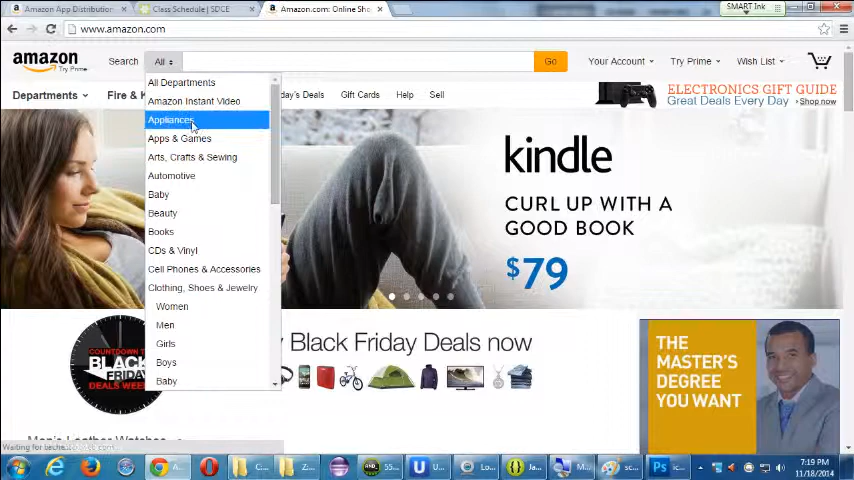 Amazon App Distribution
Class Schedule | SDCE
Amazon.com: Online Sho
SMART Ink
www.amazon.com
amazon
Try Prime
Search
All
Go
Your Account
Try Prime
Wish List
Departments
Fire &
Deals
Gift Cards
Help
Sell
ELECTRONICS GIFT GUIDE
Great Deals Every Day
Shop now
All Departments
Amazon Instant Video
Appliances
Apps & Games
Arts, Crafts & Sewing
Automotive
Baby
Beauty
Books
CDs & Vinyl
Cell Phones & Accessories
Clothing, Shoes & Jewelry
Women
Men
Girls
Boys
Baby
kindle
CURL UP WITH A
GOOD BOOK
$79
COUNTDOWN
BLACK
FRIDAY
DEALS WEEK
Black Friday Deals now
THE
MASTER'S
DEGREE
YOU WANT
Men's Leather Watches
Waiting for
7:19 PM
11/18/2014